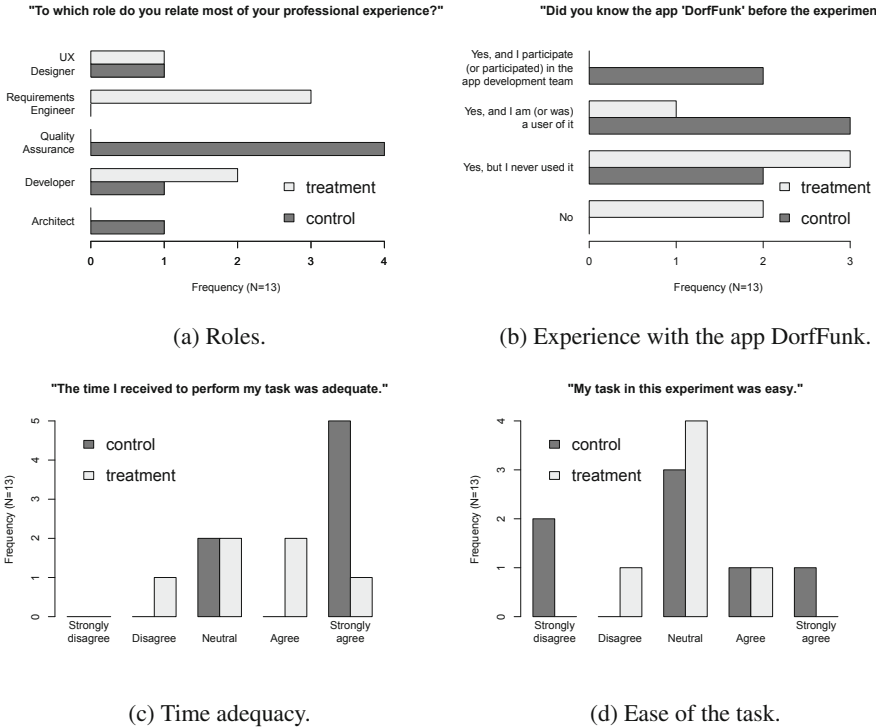 "To which role do you relate most of your professional experience?"
UX
Designer
Requirements
Engineer
Quality
Assurance
Developer
Architect
treatment
control
0 1 2 3 4
Frequency (N=13)
(a) Roles.
"Did you know the app 'DorfFunk' before the experimen
Yes, and I participate
(or participated) in the
app development team
Yes, and I am (or was)
a user of it
Yes, but I never used it
No
treatment
control
0 1 2 3
Frequency (N=13)
(b) Experience with the app DorfFunk.
"The time I received to perform my task was adequate."
Frequency (N=13)
5
4
3
2
1
0
control
treatment
Strongly
disagree
Disagree
Neutral
Agree
Strongly
agree
(c) Time adequacy.
"My task in this experiment was easy."
Frequency (N=13)
4
3
2
1
0
control
treatment
Strongly
disagree
Disagree
Neutral
Agree
Strongly
agree
(d) Ease of the task.